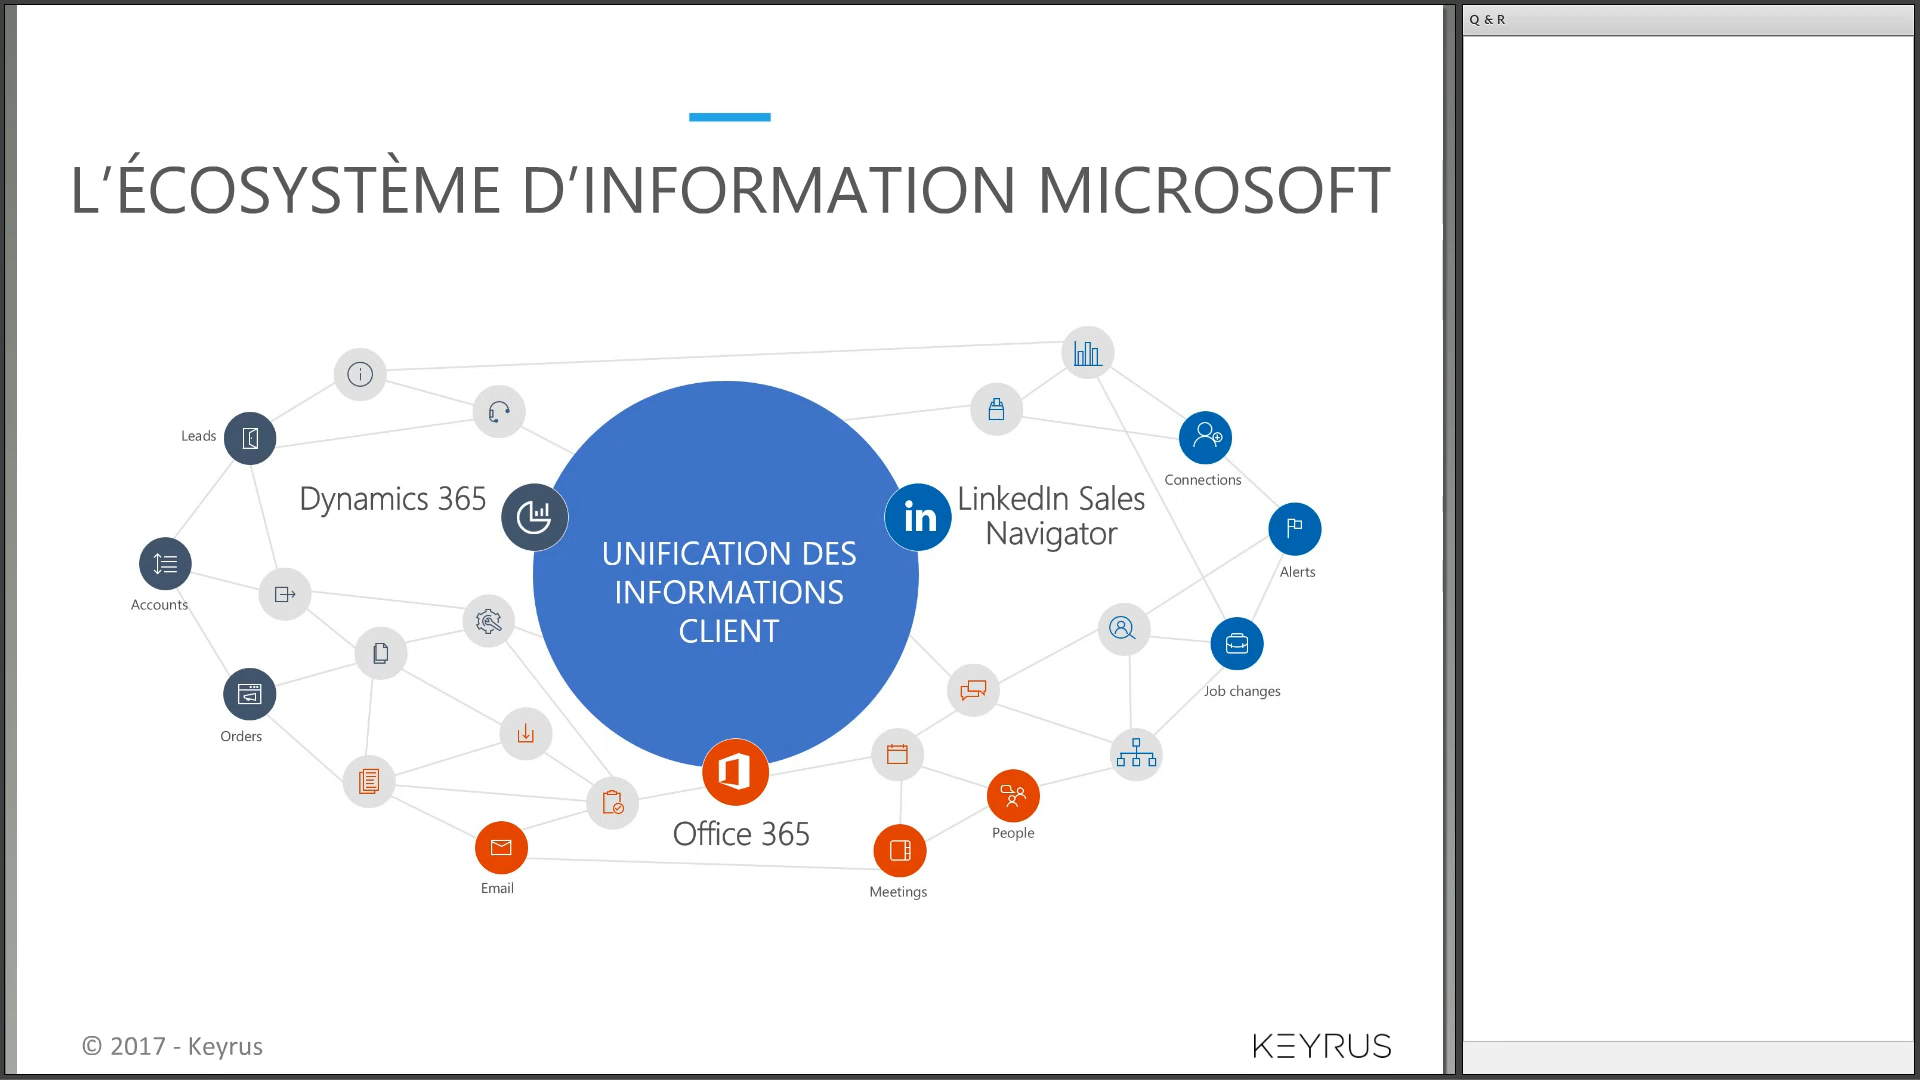 Q & R
L’ÉCOSYSTÈME D’INFORMATION MICROSOFT
Leads
Dynamics 365
LinkedIn Sales
Navigator
Connections
in
UNIFICATION DES
INFORMATIONS
CLIENT
Alerts
Accounts
Job changes
Orders
Office 365
People
Email
Meetings
© 2017 - Keyrus
KEYRUS